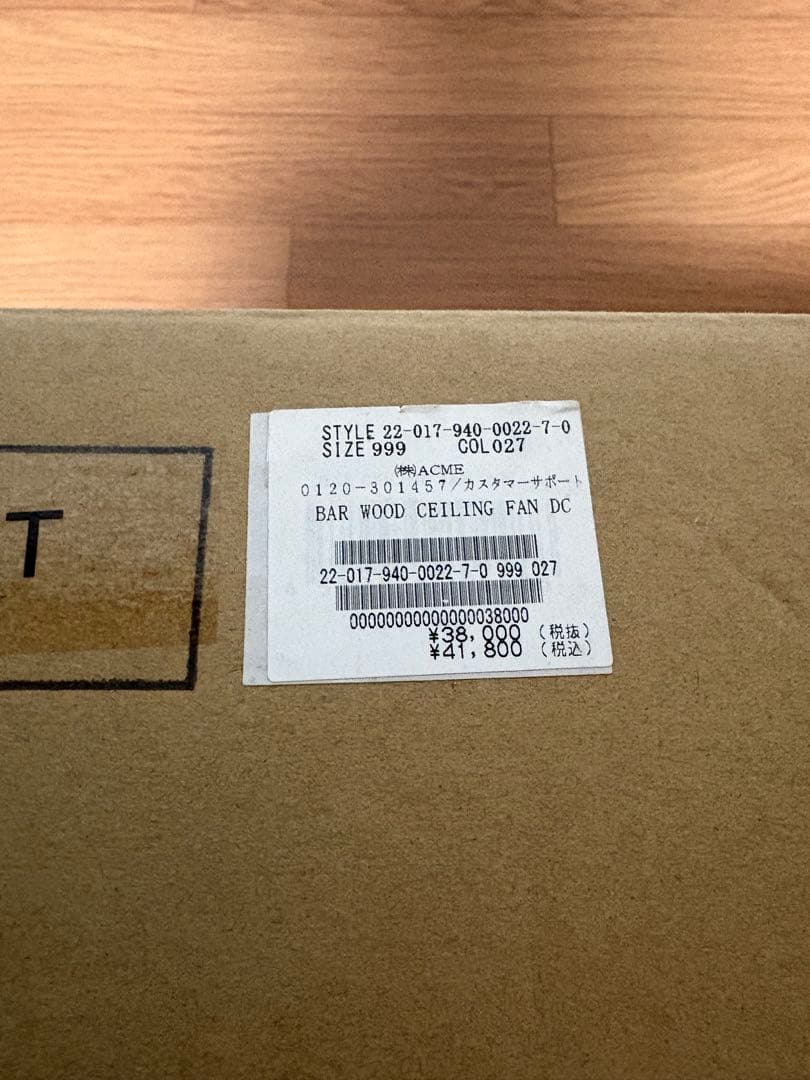 T
STYLE 22-017-940-0022-7-0
SIZE 999 COL027
㈱ACME
0120-301457/カスタマーサポート
BAR WOOD CEILING FAN DC
22-017-940-0022-7-0 999 027
00000000000000038000
¥38,000 (税抜)
¥41,800 (税込)